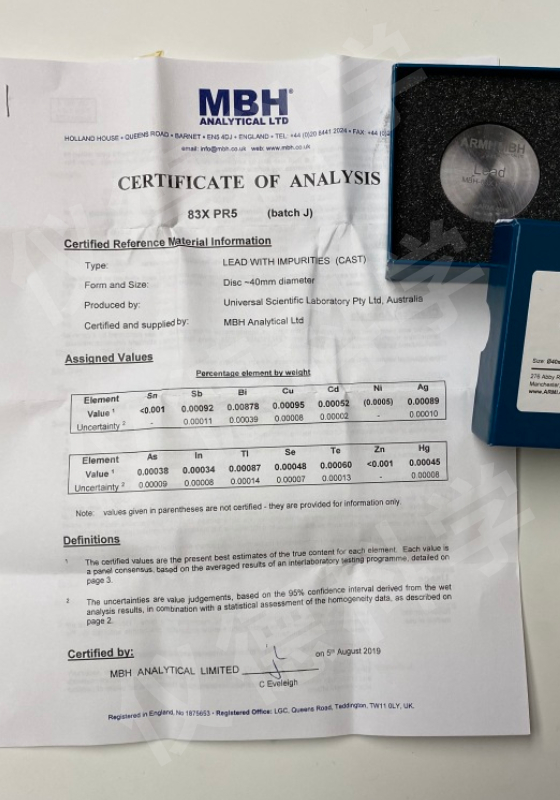 MBH®
ANALYTICAL LTD
HOLLAND HOUSE • QUEENS ROAD • BARNET • EN5 4DJ • ENGLAND • TEL: +44 (0)20 8441 2024 • FAX: +44 (0)
email: info@mbh.co.uk web: www.mbh.co.uk
CERTIFICATE OF ANALYSIS
83X PR5 (batch J)
Certified Reference Material Information
Type: LEAD WITH IMPURITIES (CAST)
Form and Size: Disc ~40mm diameter
Produced by: Universal Scientific Laboratory Pty Ltd, Australia
Certified and supplied by: MBH Analytical Ltd
Assigned Values
Percentage element by weight
Element Sn Sb Bi Cu Cd Ni Ag
Value ¹ <0.001 0.00092 0.00878 0.00095 0.00052 (0.0005) 0.00089
Uncertainty ² - 0.00011 0.00039 0.00008 0.00002 - 0.00010
Element As In Tl Se Te Zn Hg
Value ¹ 0.00038 0.00034 0.00087 0.00048 0.00060 <0.001 0.00045
Uncertainty ² 0.00009 0.00008 0.00014 0.00007 0.00013 - 0.00008
Note: values given in parentheses are not certified - they are provided for information only.
Definitions
¹ The certified values are the present best estimates of the true content for each element. Each value is
a panel consensus, based on the averaged results of an interlaboratory testing programme, detailed on
page 3.
² The uncertainties are value judgements, based on the 95% confidence interval derived from the wet
analysis results, in combination with a statistical assessment of the homogeneity data, as described on
page 2.
Certified by:
on 5th August 2019
MBH ANALYTICAL LIMITED
C Eveleigh
Registered in England, No 1875653 - Registered Office: LGC, Queens Road, Teddington, TW11 0LY, UK.
ARMI MBH
Lead
Size:
275 Abby
Manchester,
www.ARMI